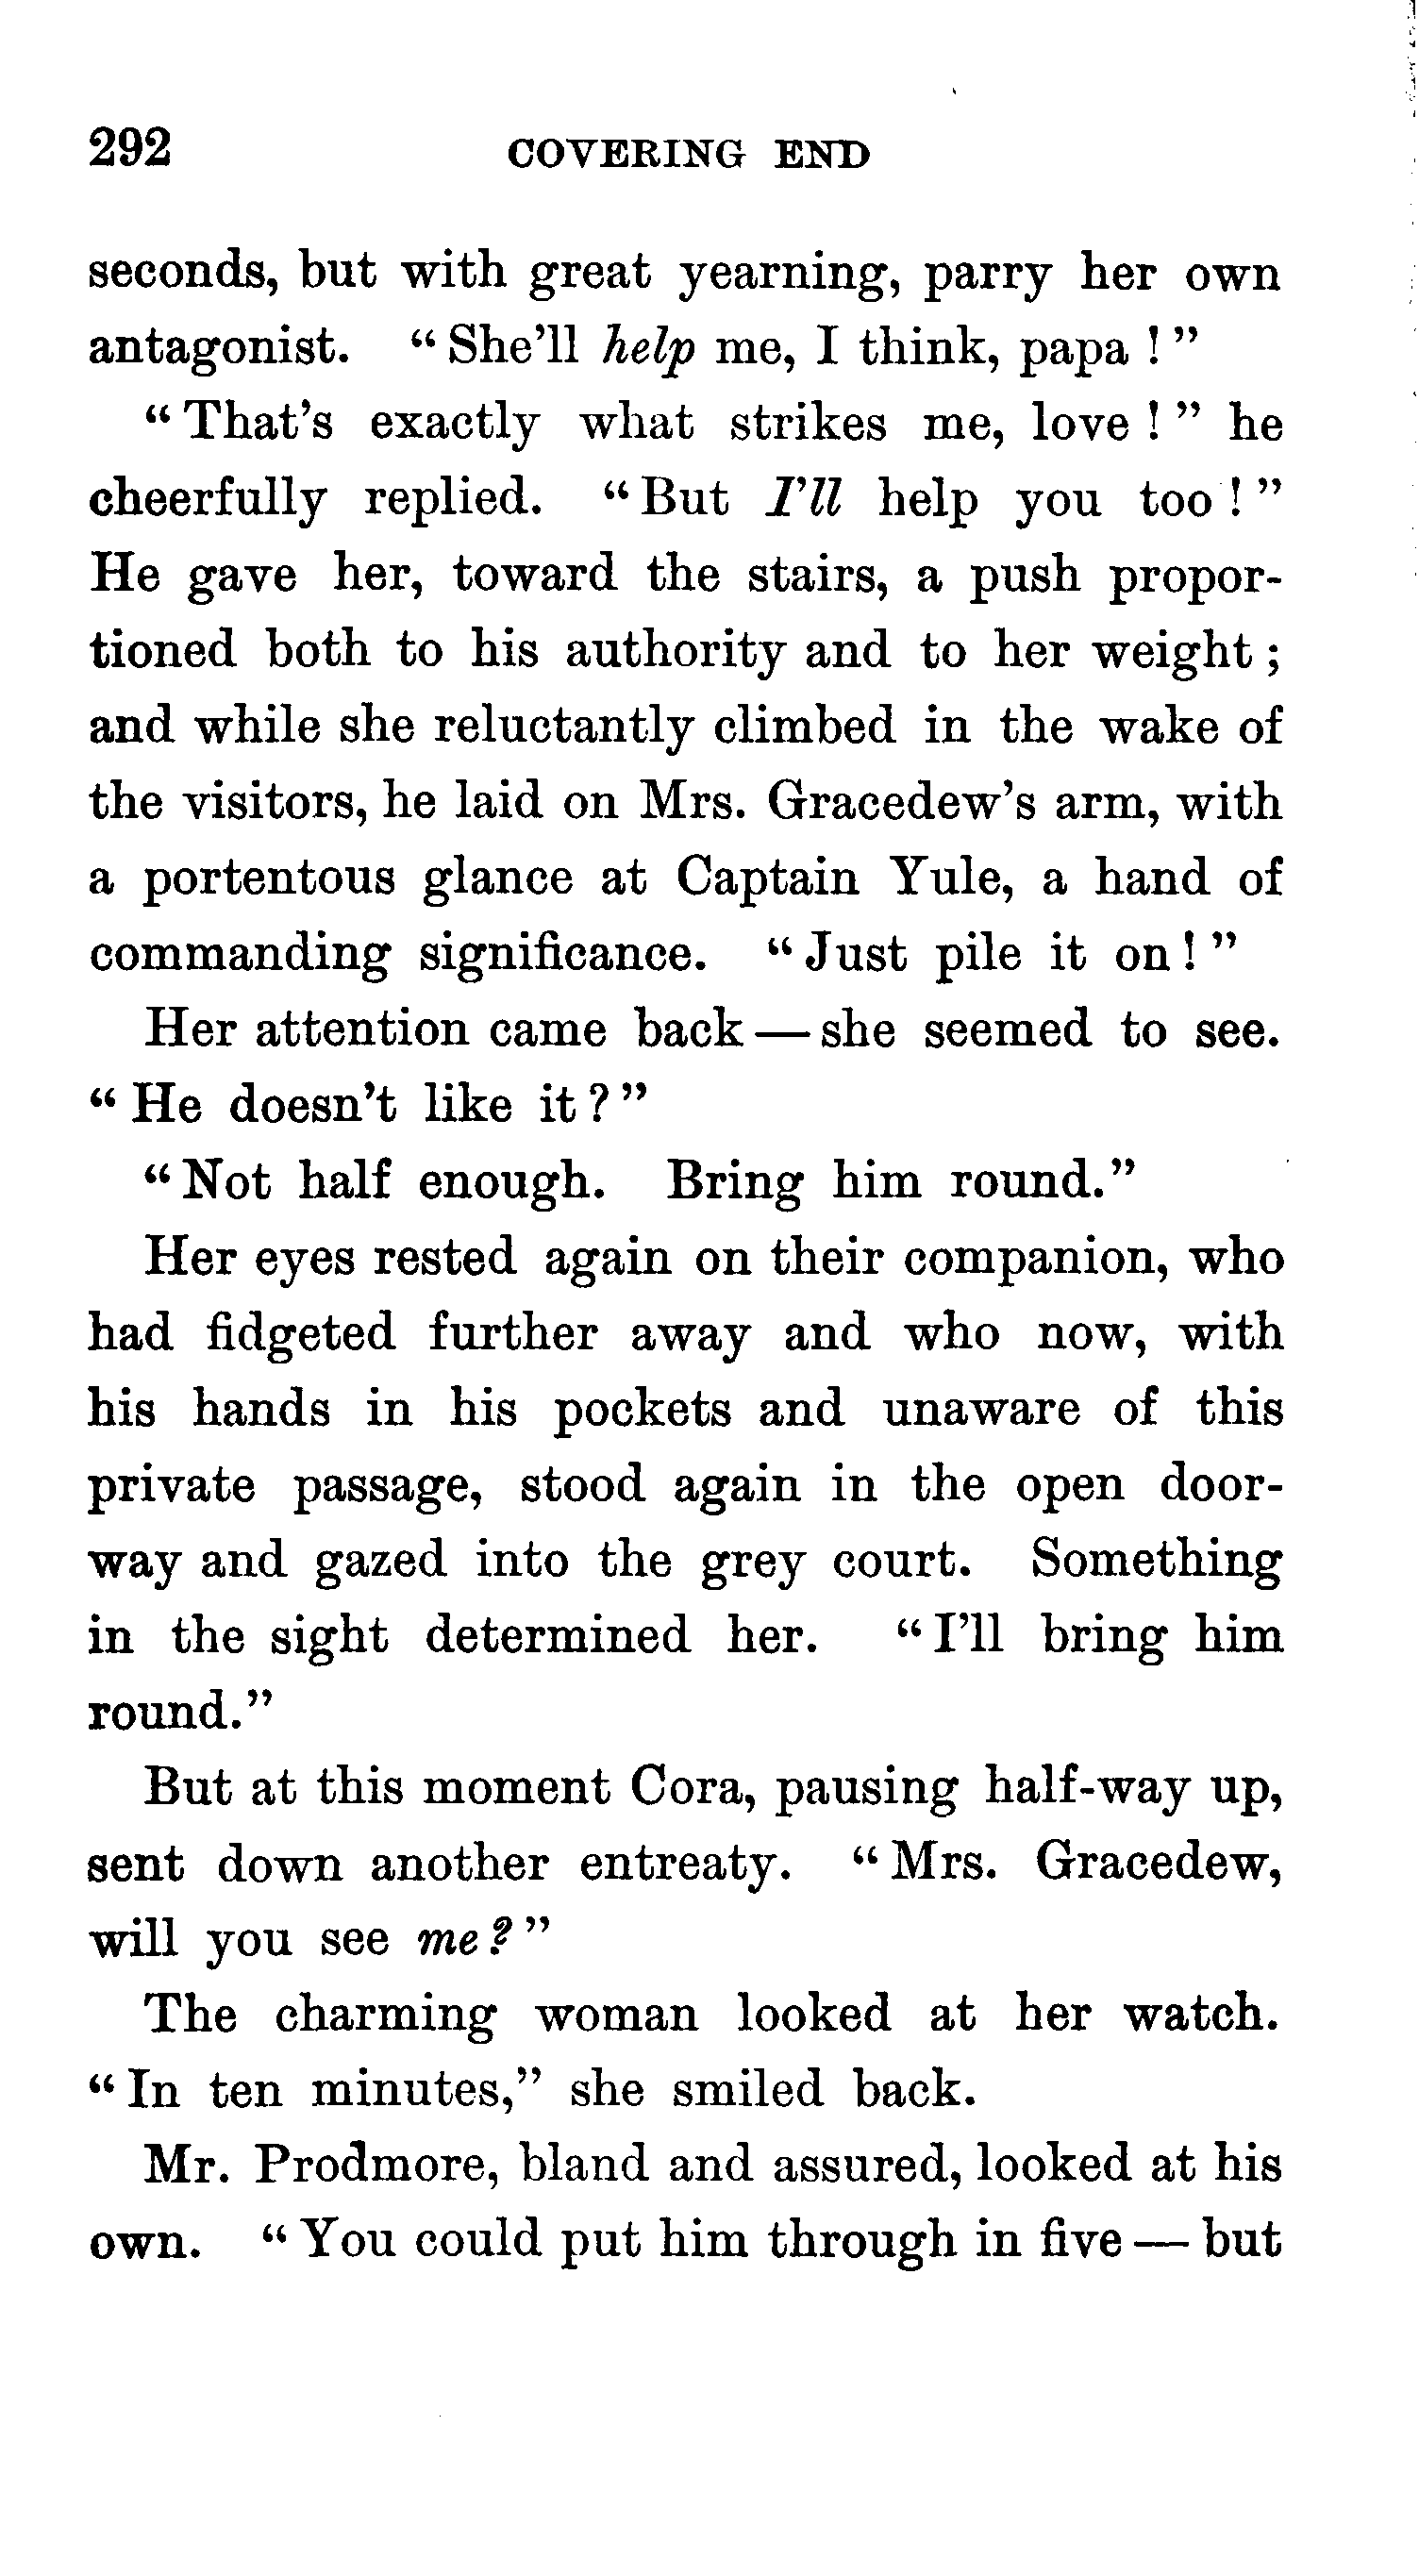 292 COVERING END
seconds, but with great yearning, parry her own
antagonist. “She’ll help me, I think, papa!”
“That’s exactly what strikes me, love!” he
cheerfully replied. “But I’ll help you too!”
He gave her, toward the stairs, a push propor-
tioned both to his authority and to her weight;
and while she reluctantly climbed in the wake of
the visitors, he laid on Mrs. Gracedew’s arm, with
a portentous glance at Captain Yule, a hand of
commanding significance. “Just pile it on!”
Her attention came back—she seemed to see.
“He doesn’t like it?”
“Not half enough. Bring him round.”
Her eyes rested again on their companion, who
had fidgeted further away and who now, with
his hands in his pockets and unaware of this
private passage, stood again in the open door-
way and gazed into the grey court. Something
in the sight determined her. “I’ll bring him
round.”
But at this moment Cora, pausing half-way up,
sent down another entreaty. “Mrs. Gracedew,
will you see me?”
The charming woman looked at her watch.
“In ten minutes,” she smiled back.
Mr. Prodmore, bland and assured, looked at his
own. “You could put him through in five—but